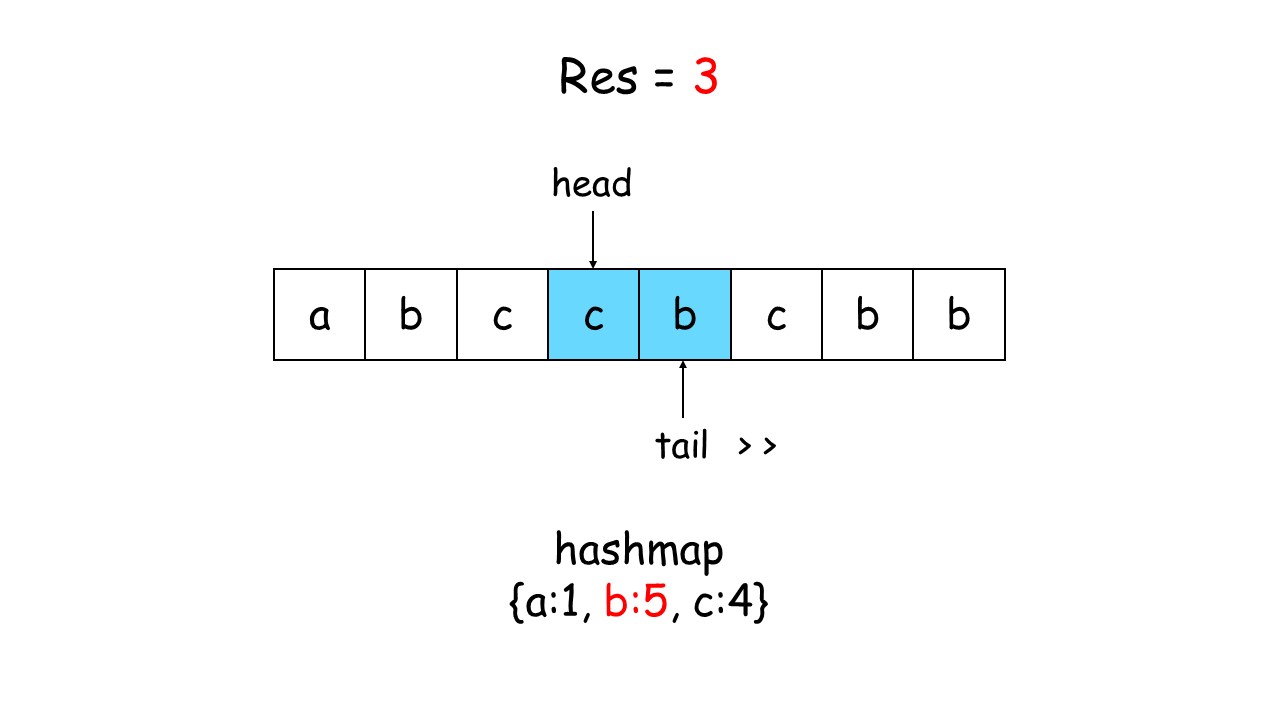 Res = 3
head
a b c c b c b b
tail >>
hashmap
{a:1, b:5, c:4}